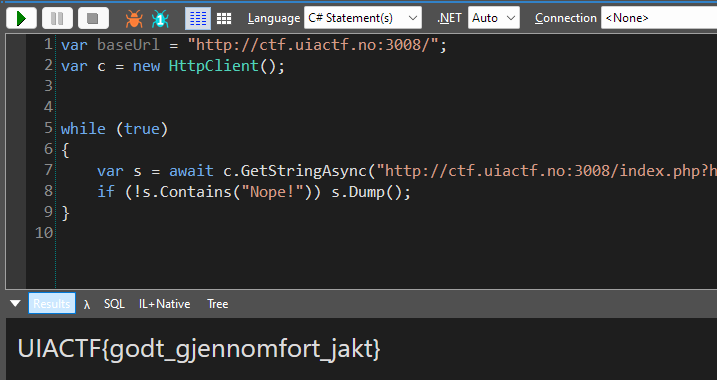 Language C# Statement(s) .NET Auto Connection <None>
1 var baseUrl = "http://ctf.uiactf.no:3008/";
2 var c = new HttpClient();
3
4
5 while (true)
6 {
7 var s = await c.GetStringAsync("http://ctf.uiactf.no:3008/index.php?h
8 if (!s.Contains("Nope!")) s.Dump();
9 }
10
Results λ SQL IL+Native Tree
UIACTF{godt_gjennomfort_jakt}